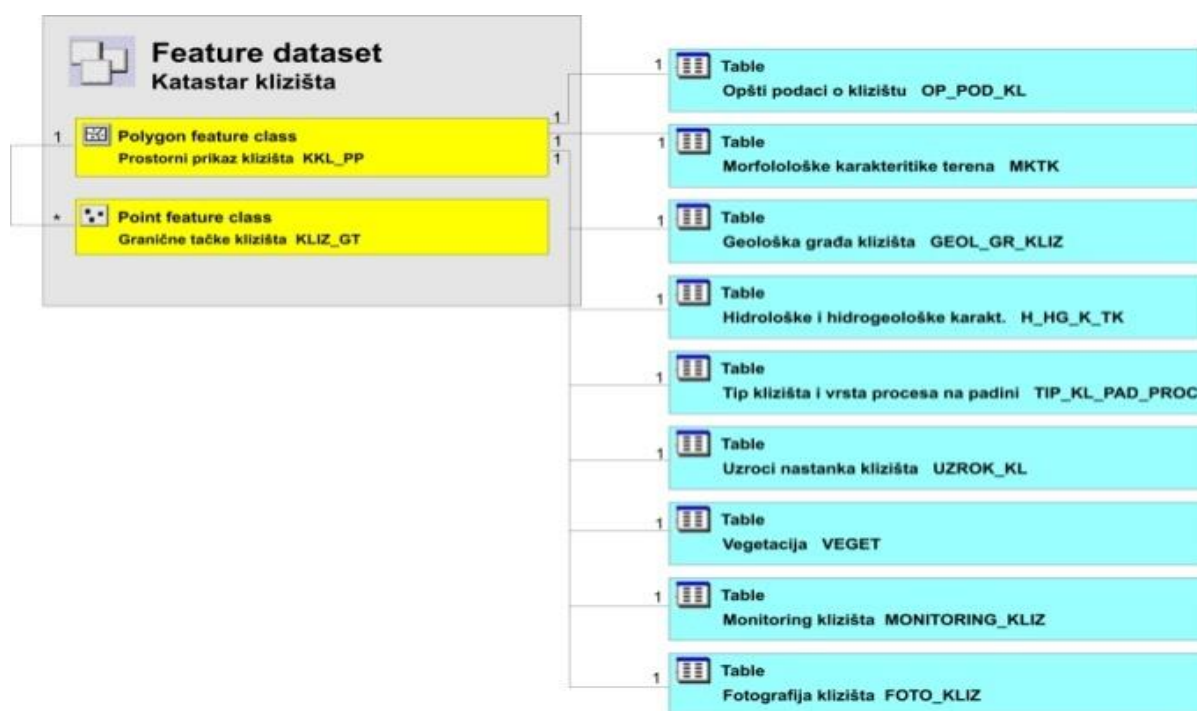 Feature dataset
Katastar klizišta
1
Polygon feature class
Prostorni prikaz klizišta KKL_PP
1
1
1
*
Point feature class
Granične tačke klizišta KLIZ_GT
1
Table
Opšti podaci o klizištu OP_POD_KL
1
Table
Morfolološke karakteritike terena MKTK
1
Table
Geološka građa klizišta GEOL_GR_KLIZ
1
Table
Hidrološke i hidrogeološke karakt. H_HG_K_TK
1
Table
Tip klizišta i vrsta procesa na padini TIP_KL_PAD_PROC
1
Table
Uzroci nastanka klizišta UZROK_KL
1
Table
Vegetacija VEGET
1
Table
Monitoring klizišta MONITORING_KLIZ
1
Table
Fotografija klizišta FOTO_KLIZ